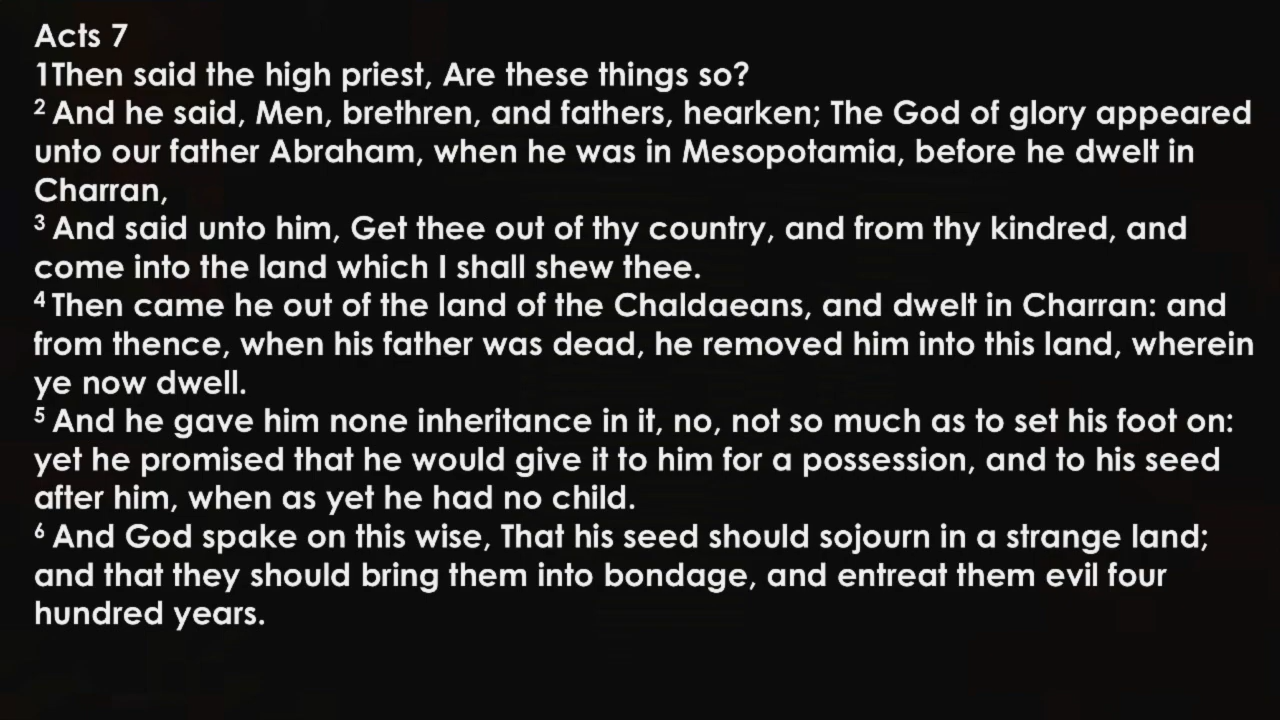 Acts 7
1Then said the high priest, Are these things so?
2 And he said, Men, brethren, and fathers, hearken; The God of glory appeared
unto our father Abraham, when he was in Mesopotamia, before he dwelt in
Charran,
3 And said unto him, Get thee out of thy country, and from thy kindred, and
come into the land which I shall shew thee.
4 Then came he out of the land of the Chaldaeans, and dwelt in Charran: and
from thence, when his father was dead, he removed him into this land, wherein
ye now dwell.
5 And he gave him none inheritance in it, no, not so much as to set his foot on:
yet he promised that he would give it to him for a possession, and to his seed
after him, when as yet he had no child.
6 And God spake on this wise, That his seed should sojourn in a strange land;
and that they should bring them into bondage, and entreat them evil four
hundred years.